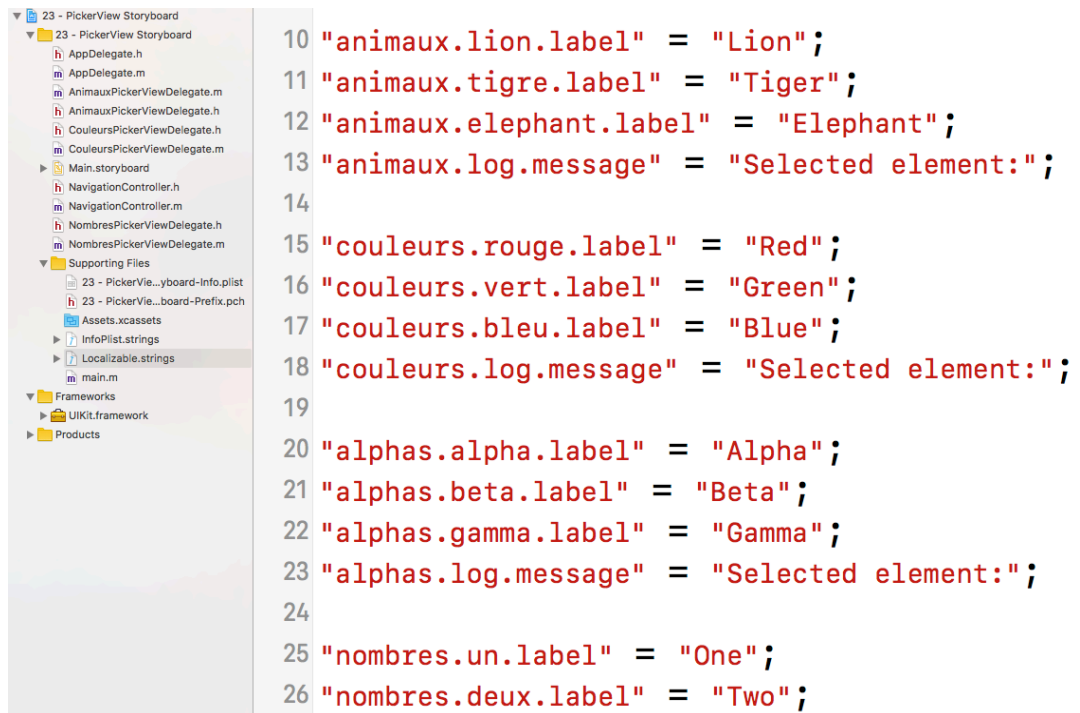 23 - PickerView Storyboard
23 - PickerView Storyboard
h AppDelegate.h
m AppDelegate.m
m AnimauxPickerViewDelegate.m
h AnimauxPickerViewDelegate.h
h CouleursPickerViewDelegate.h
m CouleursPickerViewDelegate.m
Main.storyboard
h NavigationController.h
m NavigationController.m
h NombresPickerViewDelegate.h
m NombresPickerViewDelegate.m
Supporting Files
23 - PickerVie...yboard-Info.plist
h 23 - PickerVie...board-Prefix.pch
Assets.xcassets
InfoPlist.strings
Localizable.strings
m main.m
Frameworks
UIKit.framework
Products
10 "animaux.lion.label" = "Lion";
11 "animaux.tigre.label" = "Tiger";
12 "animaux.elephant.label" = "Elephant";
13 "animaux.log.message" = "Selected element:";
14
15 "couleurs.rouge.label" = "Red";
16 "couleurs.vert.label" = "Green";
17 "couleurs.bleu.label" = "Blue";
18 "couleurs.log.message" = "Selected element:";
19
20 "alphas.alpha.label" = "Alpha";
21 "alphas.beta.label" = "Beta";
22 "alphas.gamma.label" = "Gamma";
23 "alphas.log.message" = "Selected element:";
24
25 "nombres.un.label" = "One";
26 "nombres.deux.label" = "Two";